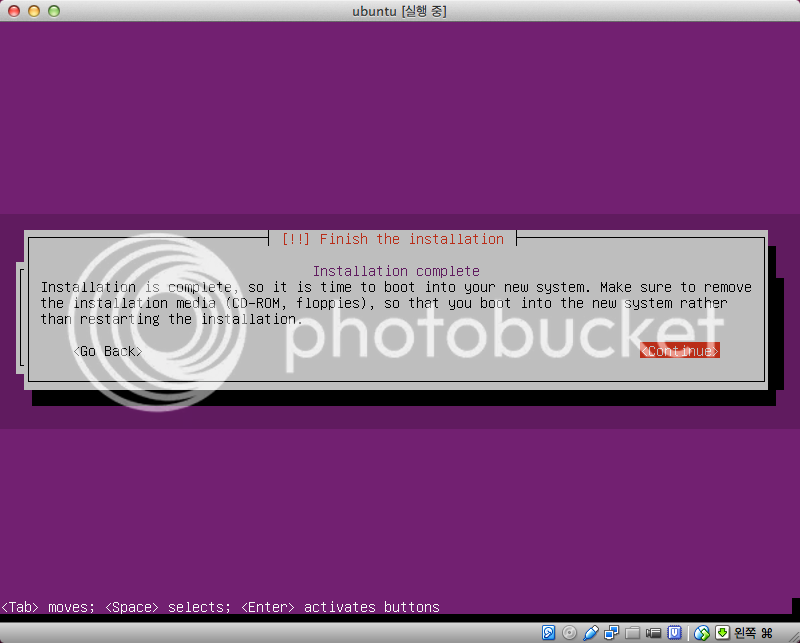 ubuntu [실행 중]
[!!] Finish the installation
Installation complete
Installation is complete, so it is time to boot into your new system. Make sure to remove
the installation media (CD-ROM, floppies), so that you boot into the new system rather
than restarting the installation.
photobucket
<Go Back> <Continue>
<Tab> moves; <Space> selects; <Enter> activates buttons
왼쪽 ⌘